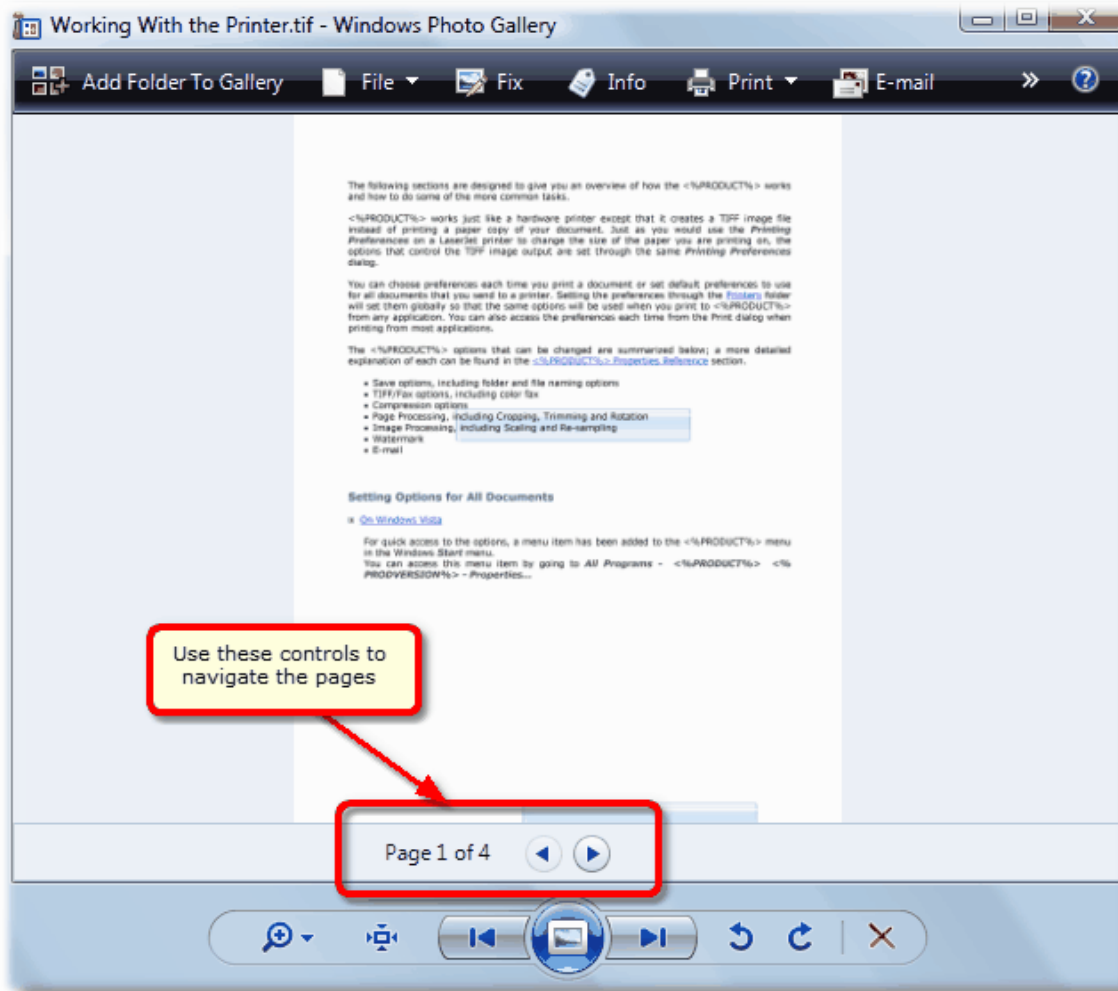 Working With the Printer.tif - Windows Photo Gallery
Add Folder To Gallery File Fix Info Print E-mail »
The following sections are designed to give you an overview of how the <%PRODUCT%> works
and how to do some of the more common tasks.
<%PRODUCT%> works just like a hardware printer except that it creates a TIFF image file
instead of printing a paper copy of your document. Just as you would use the Printing
Preferences on a LaserJet printer to change the size of the paper you are printing on, the
options that control the TIFF image output are set through the same Printing Preferences
dialog.
You can choose preferences each time you print a document or set default preferences to use
for all documents that you send to a printer. Setting the preferences through the Printers folder
will set them globally so that the same options will be used when you print to <%PRODUCT%>
from any application. You can also access the preferences each time from the Print dialog when
printing from most applications.
The <%PRODUCT%> options that can be changed are summarized below; a more detailed
explanation of each can be found in the <%PRODUCT%> Properties Reference section.
• Save options, including folder and file naming options
• TIFF/Fax options, including color fax
• Compression options
• Page Processing, including Cropping, Trimming and Rotation
• Image Processing, including Scaling and Re-sampling
• Watermark
• E-mail
Setting Options for All Documents
On Windows Vista
For quick access to the options, a menu item has been added to the <%PRODUCT%> menu
in the Windows Start menu.
You can access this menu item by going to All Programs - <%PRODUCT%> <%
PRODVERSION%> - Properties...
Use these controls to
navigate the pages
Page 1 of 4